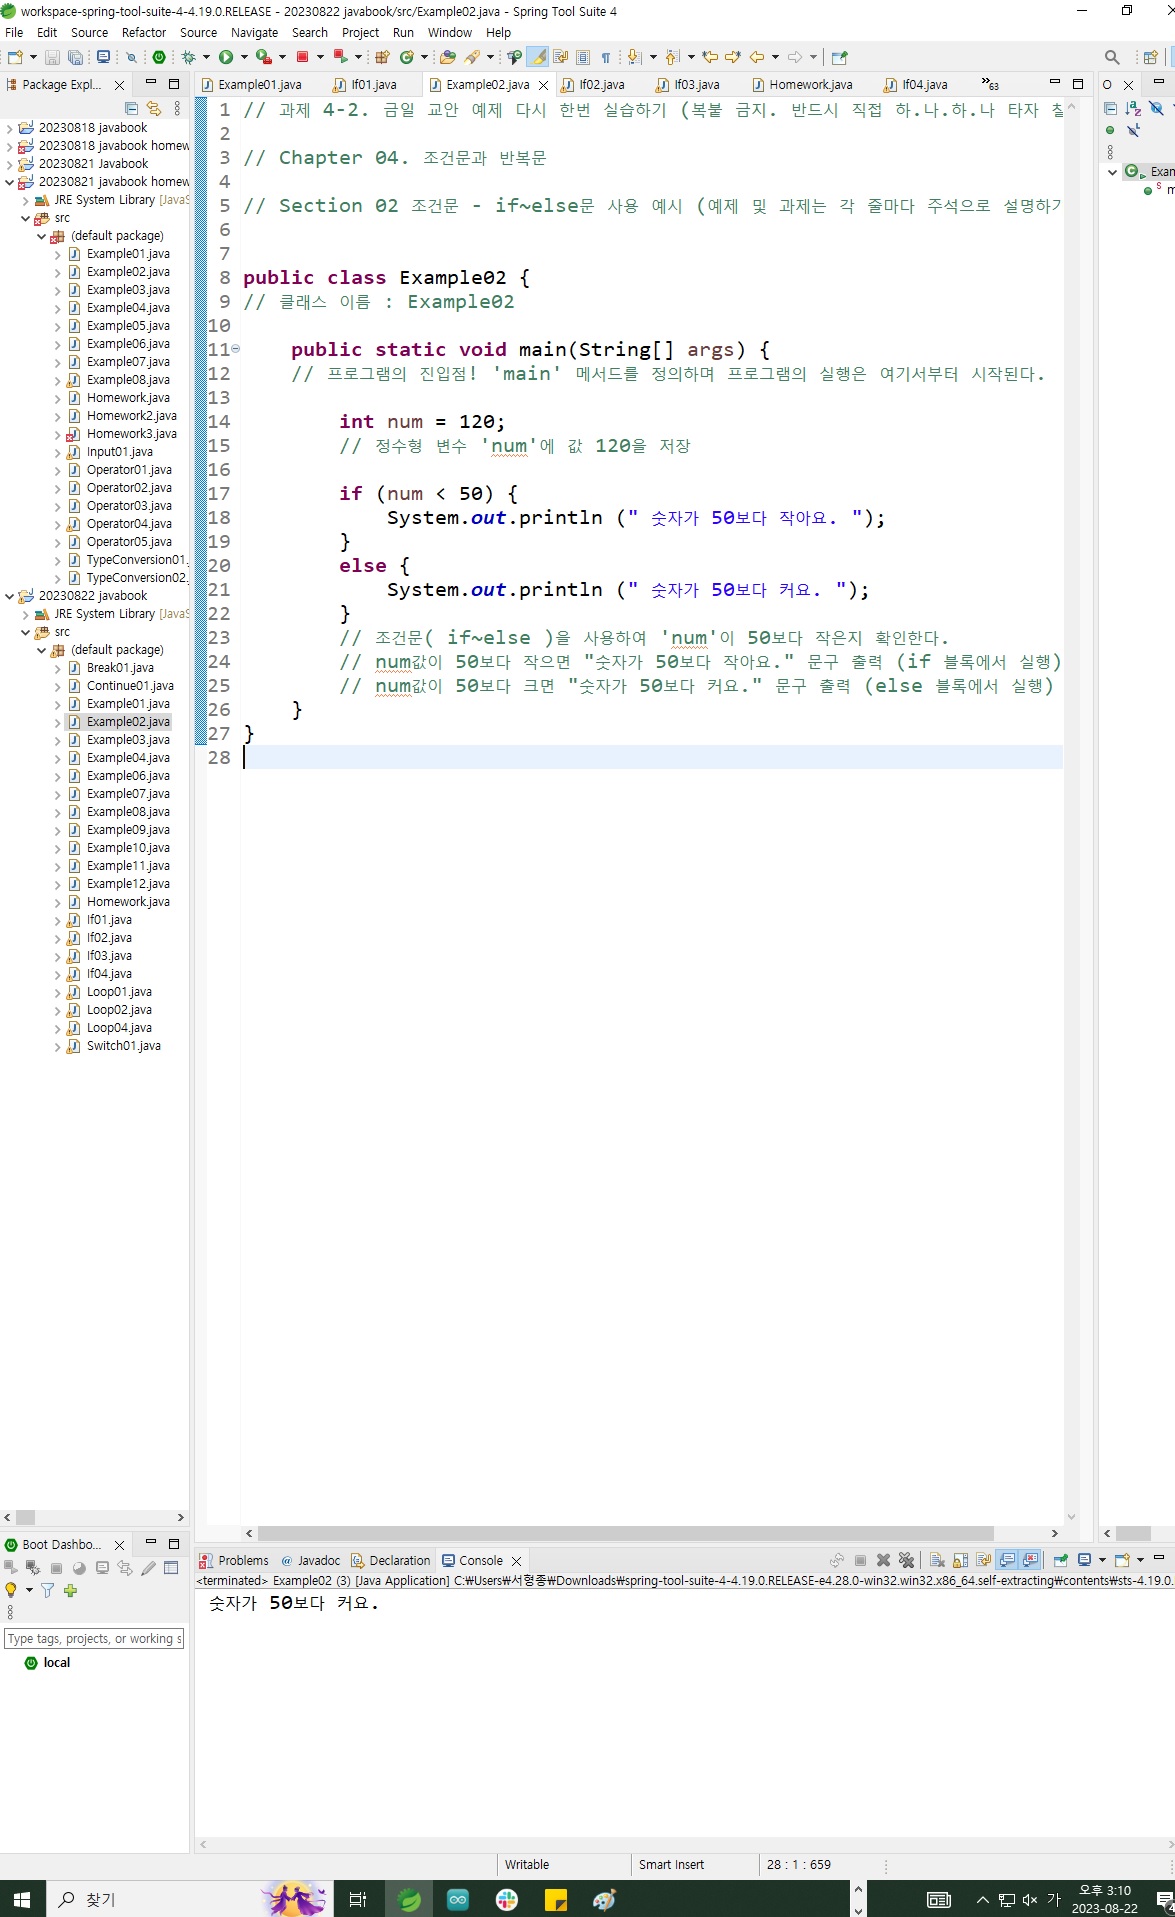 workspace-spring-tool-suite-4-4.19.0.RELEASE - 20230822 javabook/src/Example02.java - Spring Tool Suite 4
File Edit Source Refactor Source Navigate Search Project Run Window Help
Package Expl...
Example01.java If01.java Example02.java If02.java If03.java Homework.java If04.java »63
20230818 javabook
20230818 javabook homew
20230821 Javabook
20230821 javabook homew
JRE System Library [JavaS
src
(default package)
Example01.java
Example02.java
Example03.java
Example04.java
Example05.java
Example06.java
Example07.java
Example08.java
Homework.java
Homework2.java
Homework3.java
Input01.java
Operator01.java
Operator02.java
Operator03.java
Operator04.java
Operator05.java
TypeConversion01.
TypeConversion02.
20230822 javabook
JRE System Library [JavaS
src
(default package)
Break01.java
Continue01.java
Example01.java
Example02.java
Example03.java
Example04.java
Example06.java
Example07.java
Example08.java
Example09.java
Example10.java
Example11.java
Example12.java
Homework.java
If01.java
If02.java
If03.java
If04.java
Loop01.java
Loop02.java
Loop04.java
Switch01.java
1 // 과제 4-2. 금일 교안 예제 다시 한번 실습하기 (복붙 금지. 반드시 직접 하.나.하.나 타자 칠
2
3 // Chapter 04. 조건문과 반복문
4
5 // Section 02 조건문 - if~else문 사용 예시 (예제 및 과제는 각 줄마다 주석으로 설명하기
6
7
8 public class Example02 {
9 // 클래스 이름 : Example02
10
11 public static void main(String[] args) {
12 // 프로그램의 진입점! 'main' 메서드를 정의하며 프로그램의 실행은 여기서부터 시작된다.
13
14 int num = 120;
15 // 정수형 변수 'num'에 값 120을 저장
16
17 if (num < 50) {
18 System.out.println (" 숫자가 50보다 작아요. ");
19 }
20 else {
21 System.out.println (" 숫자가 50보다 커요. ");
22 }
23 // 조건문( if~else )을 사용하여 'num'이 50보다 작은지 확인한다.
24 // num값이 50보다 작으면 "숫자가 50보다 작아요." 문구 출력 (if 블록에서 실행)
25 // num값이 50보다 크면 "숫자가 50보다 커요." 문구 출력 (else 블록에서 실행)
26 }
27 }
28
Exam
Boot Dashbo...
Type tags, projects, or working s
local
Problems @ Javadoc Declaration Console
<terminated> Example02 (3) [Java Application] C:₩Users₩서형종₩Downloads₩spring-tool-suite-4-4.19.0.RELEASE-e4.28.0-win32.win32.x86_64.self-extracting₩contents₩sts-4.19.0.
숫자가 50보다 커요.
Writable Smart Insert 28 : 1 : 659
찾기
가
오후 3:10
2023-08-22